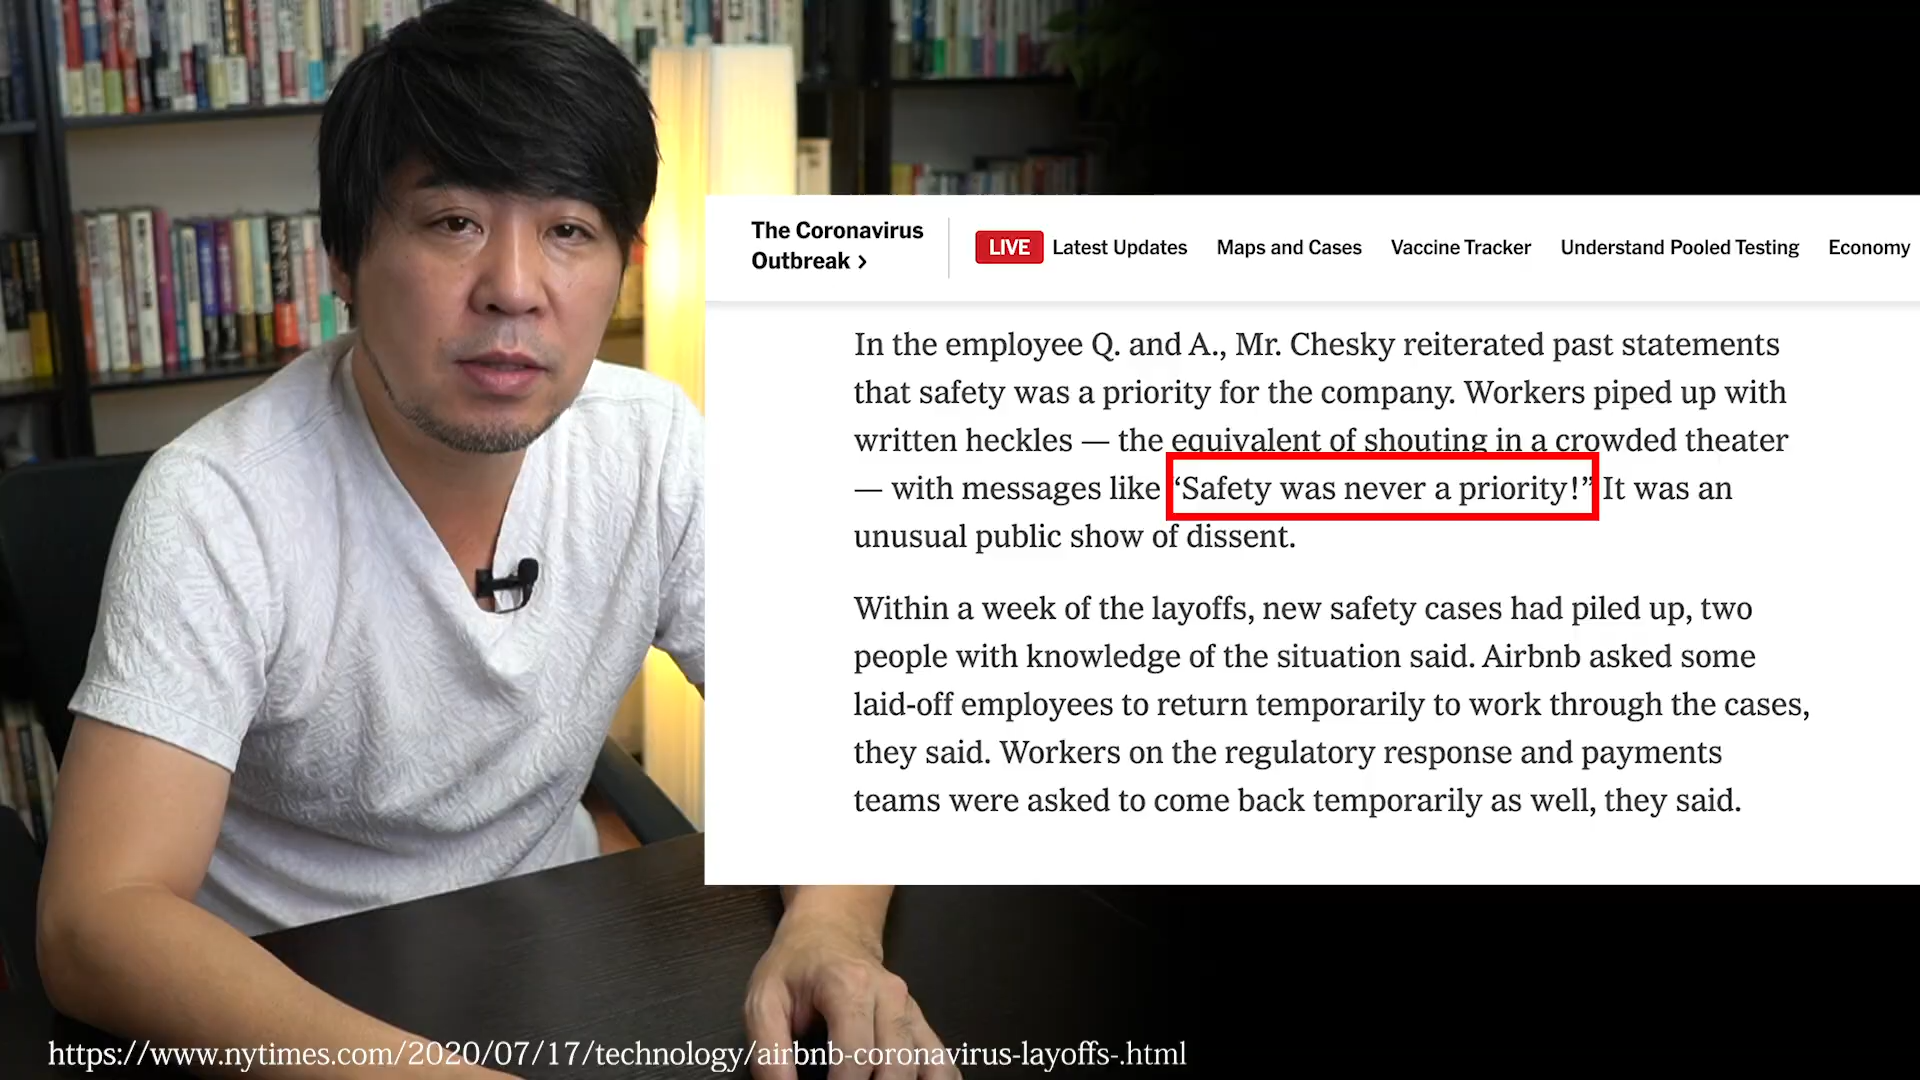 The Coronavirus
Outbreak >
LIVE Latest Updates Maps and Cases Vaccine Tracker Understand Pooled Testing Economy
In the employee Q. and A., Mr. Chesky reiterated past statements
that safety was a priority for the company. Workers piped up with
written heckles — the equivalent of shouting in a crowded theater
— with messages like “Safety was never a priority!” It was an
unusual public show of dissent.
Within a week of the layoffs, new safety cases had piled up, two
people with knowledge of the situation said. Airbnb asked some
laid-off employees to return temporarily to work through the cases,
they said. Workers on the regulatory response and payments
teams were asked to come back temporarily as well, they said.
https://www.nytimes.com/2020/07/17/technology/airbnb-coronavirus-layoffs-.html